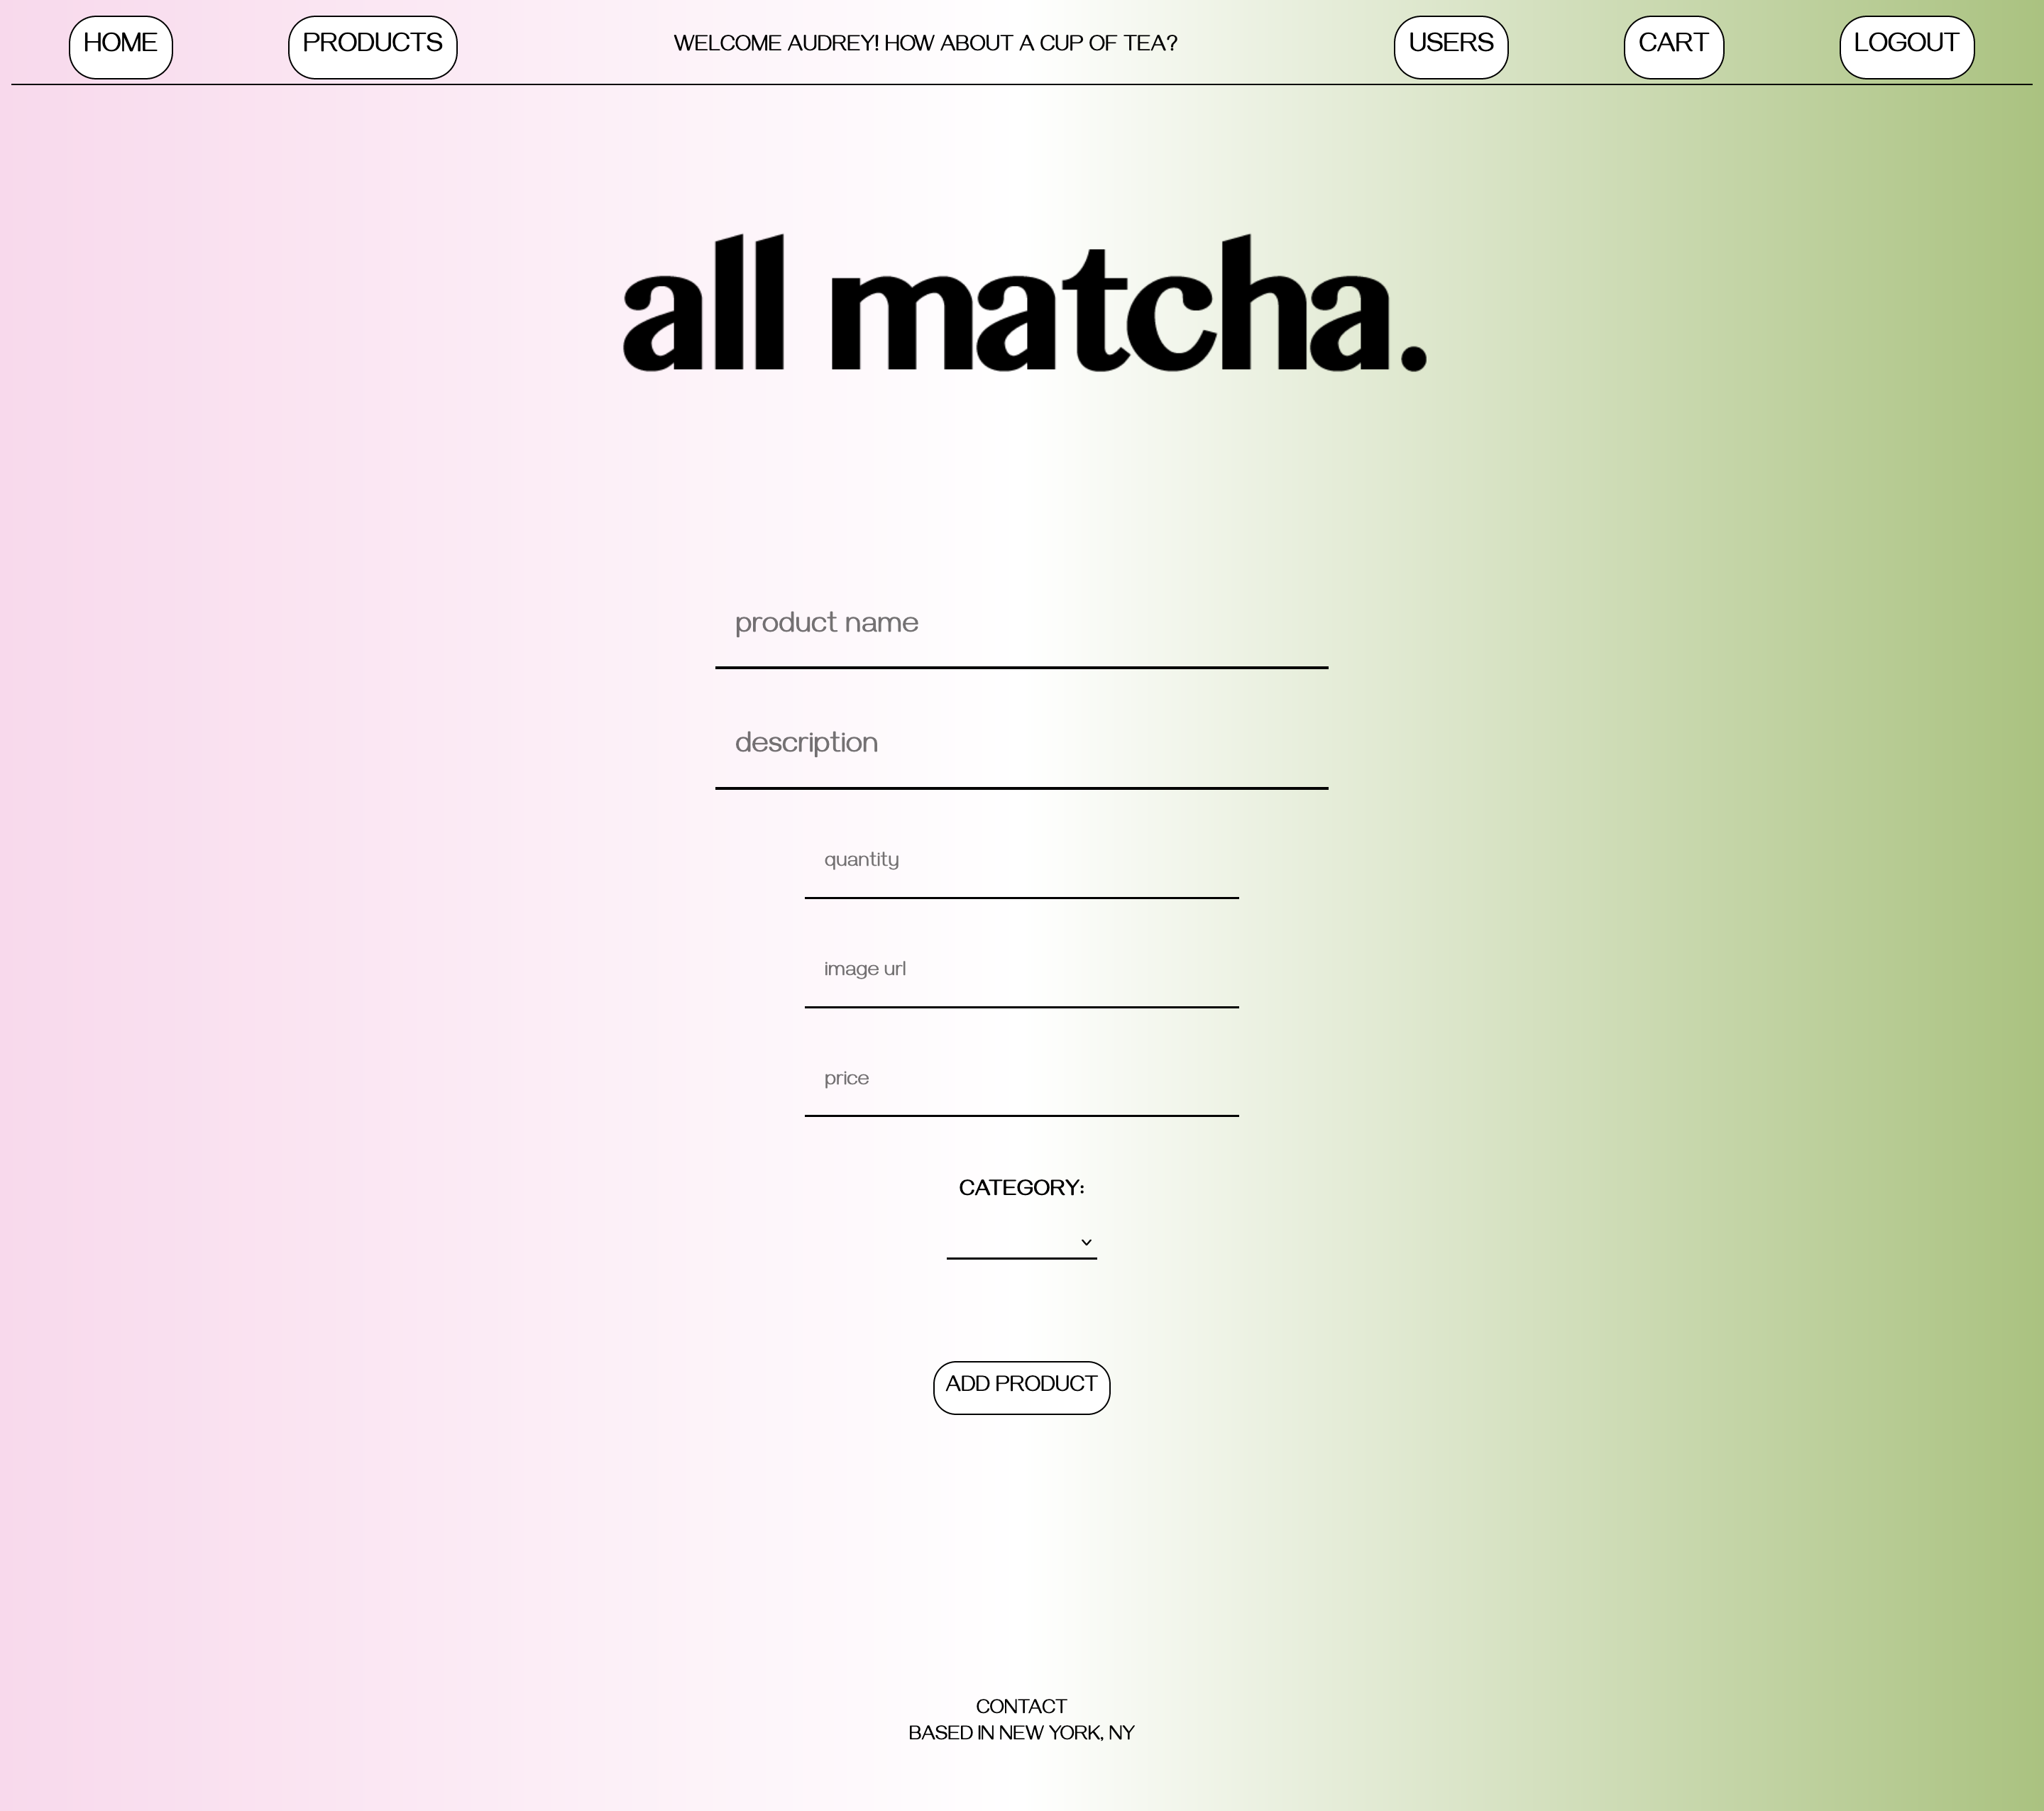 HOME PRODUCTS WELCOME AUDREY! HOW ABOUT A CUP OF TEA? USERS CART LOGOUT
all matcha.
product name
description
quantity
image url
price
CATEGORY:
ADD PRODUCT
CONTACT
BASED IN NEW YORK, NY